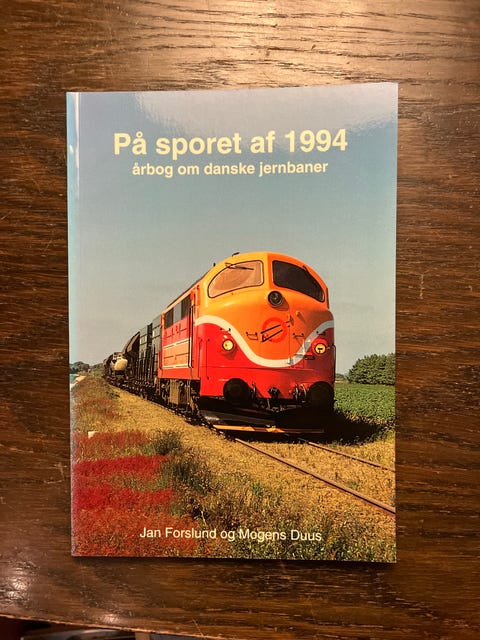 På sporet af 1994
årbog om danske jernbaner
Jan Forslund og Mogens Duus